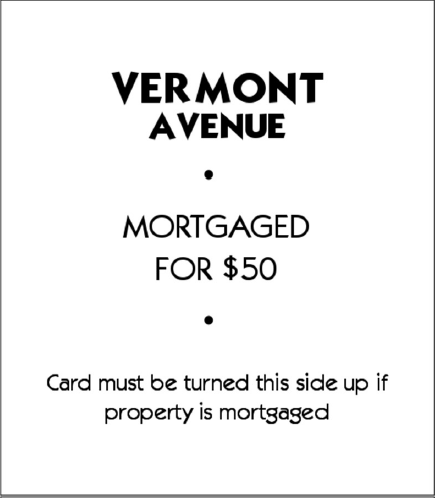 VERMONT
AVENUE
•
MORTGAGED
FOR $50
•
Card must be turned this side up if
property is mortgaged